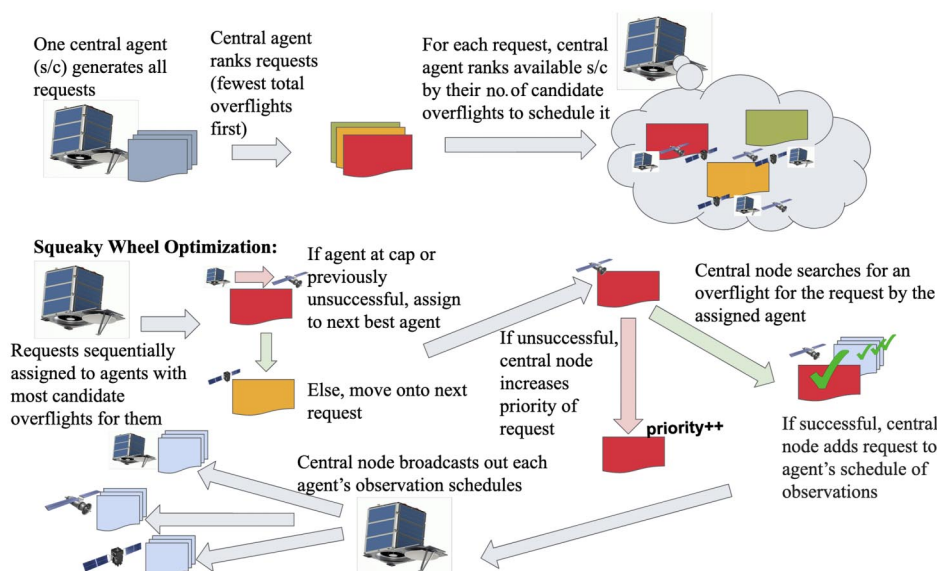 One central agent
(s/c) generates all
requests
Central agent
ranks requests
(fewest total
overflights
first)
For each request, central
agent ranks available s/c
by their no. of candidate
overflights to schedule it
Squeaky Wheel Optimization:
Requests sequentially
assigned to agents with
most candidate
overflights for them
If agent at cap or
previously
unsuccessful, assign
to next best agent
Else, move onto next
request
If unsuccessful,
central node
increases
priority of
request
priority++
Central node searches for an
overflight for the request by the
assigned agent
If successful, central
node adds request to
agent's schedule of
observations
Central node broadcasts out each
agent's observation schedules